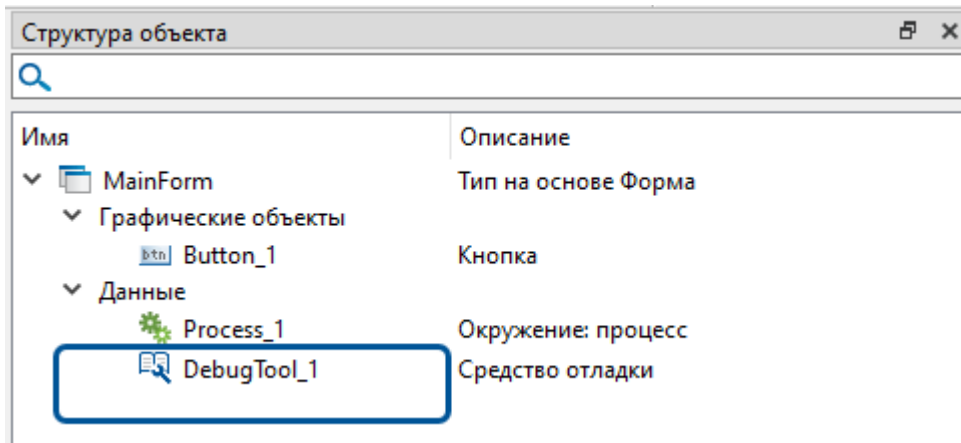 Структура объекта
Имя Описание
MainForm Тип на основе Форма
Графические объекты
btn Button_1 Кнопка
Данные
Process_1 Окружение: процесс
DebugTool_1 Средство отладки